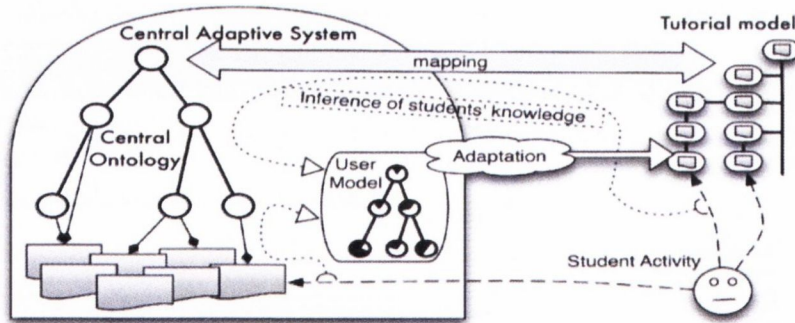 Central Adaptive System
Tutorial model
mapping
Inference of students' knowledge
Central
Ontology
User
Model
Adaptation
Student Activity